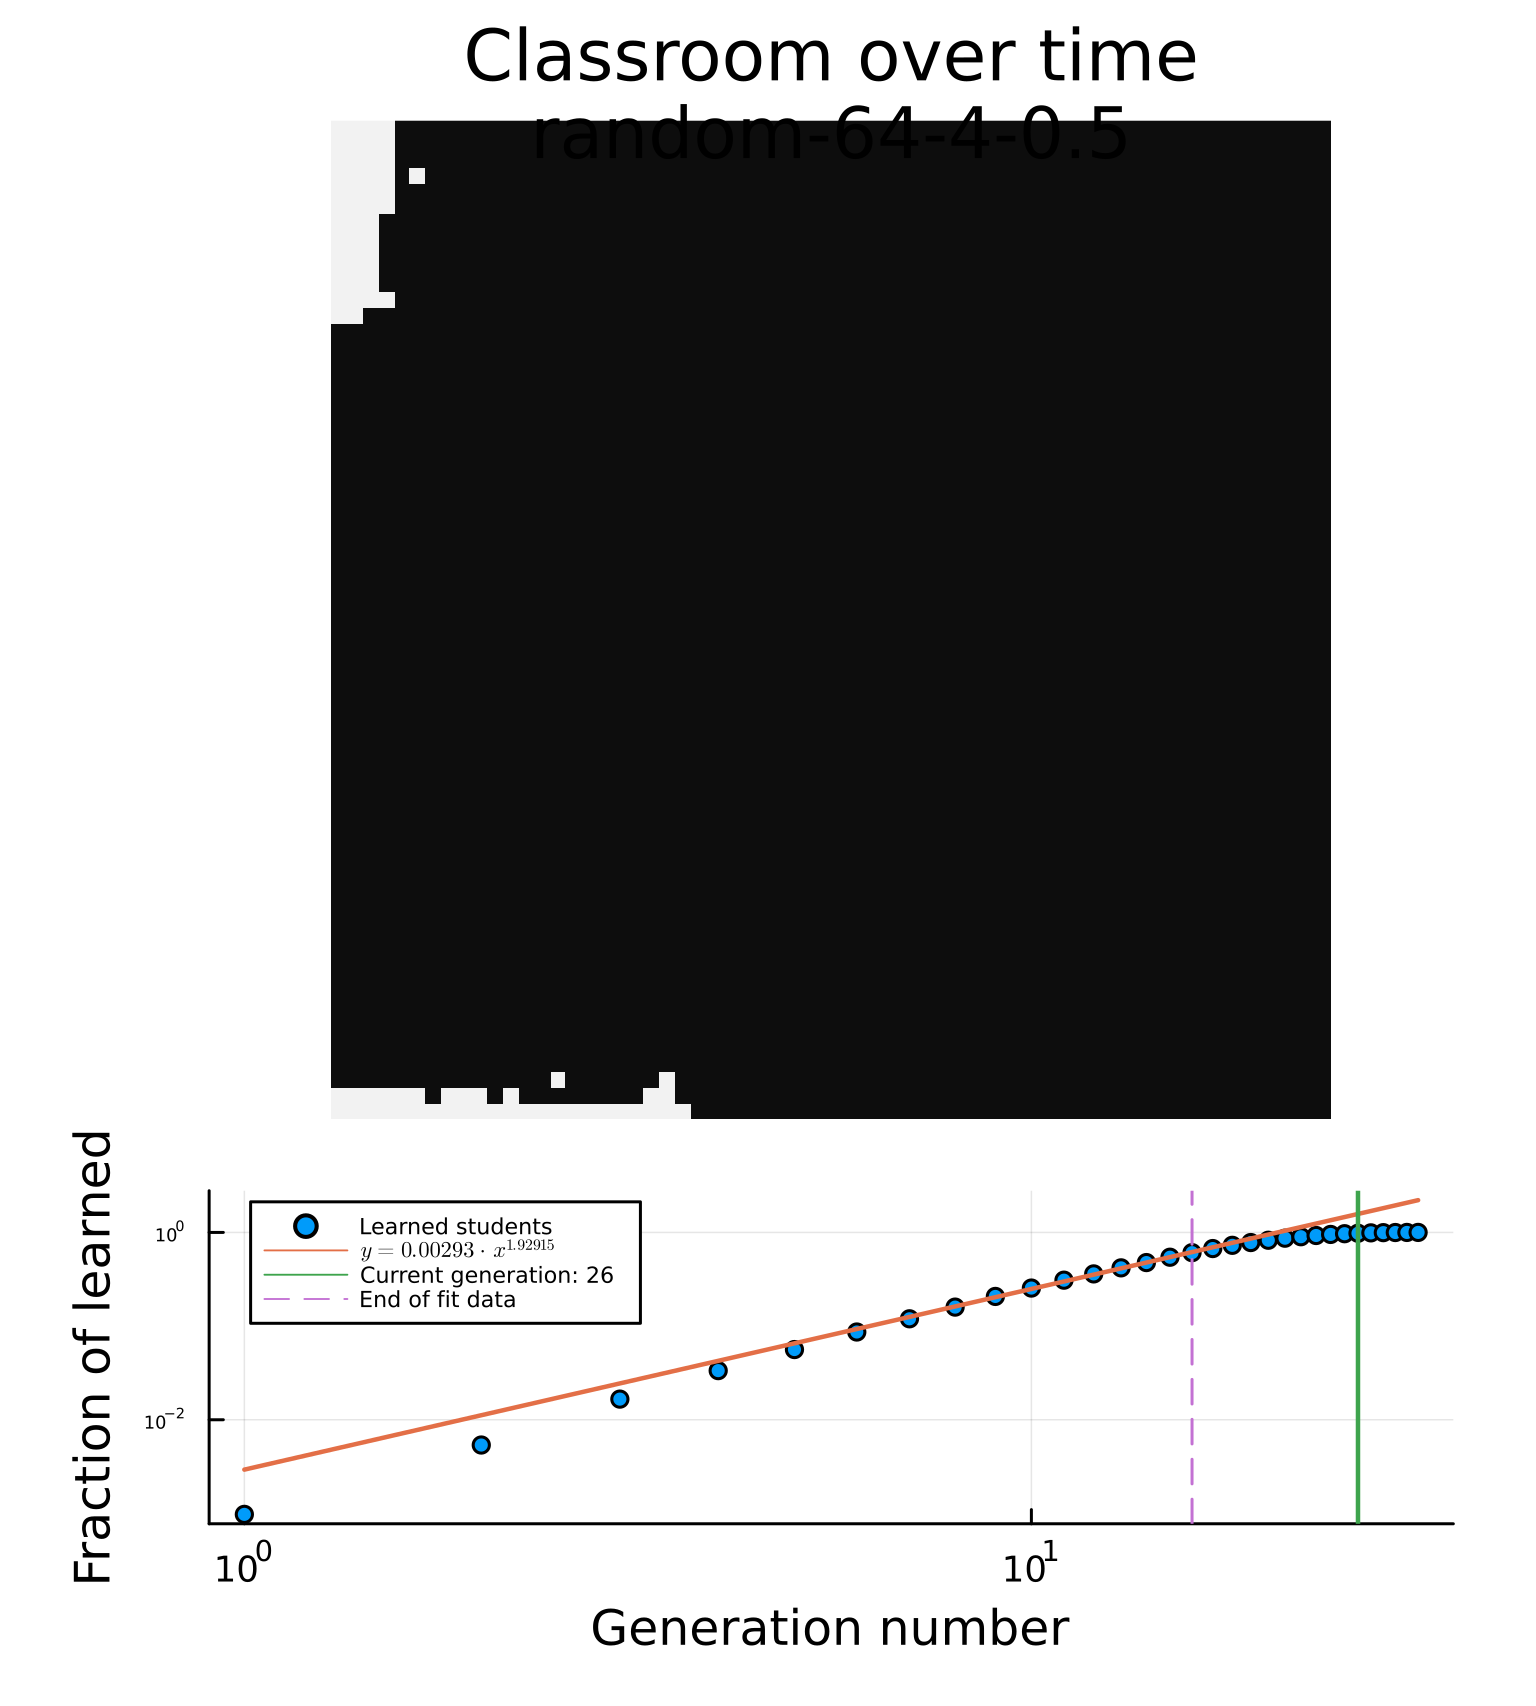 Classroom over time
random-64-4-0.5
Fraction of learned
10⁰
10⁻²
Learned students
y = 0.00293 · x^1.92915
Current generation: 26
End of fit data
10⁰
10¹
Generation number